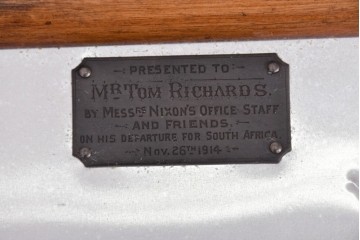 PRESENTED TO
MR TOM RICHARDS.
BY MESSRS NIXON'S OFFICE STAFF
AND FRIENDS.
ON HIS DEPARTURE FOR SOUTH AFRICA
NOV. 26TH 1914